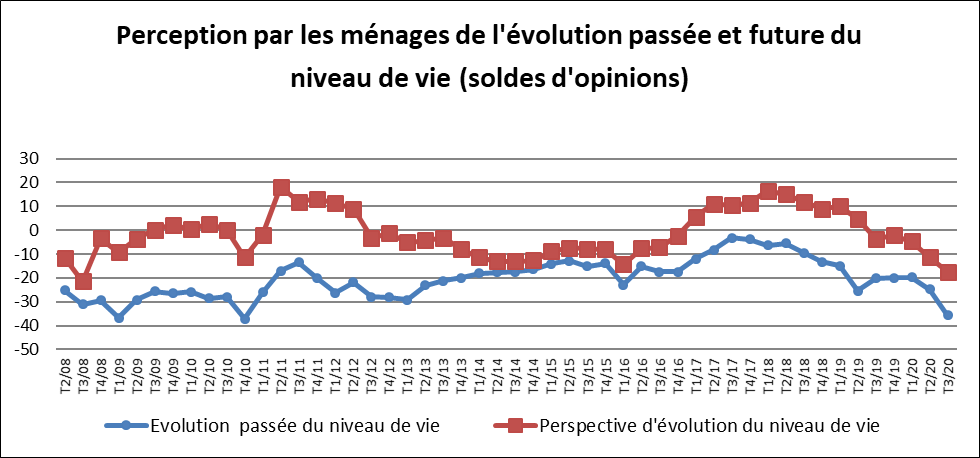 Perception par les ménages de l'évolution passée et future du
niveau de vie (soldes d'opinions)
30
20
10
0
-10
-20
-30
-40
-50
T2/08 T3/08 T4/08 T1/09 T2/09 T3/09 T4/09 T1/10 T2/10 T3/10 T4/10 T1/11 T2/11 T3/11 T4/11 T1/12 T2/12 T3/12 T4/12 T1/13 T2/13 T3/13 T4/13 T1/14 T2/14 T3/14 T4/14 T1/15 T2/15 T3/15 T4/15 T1/16 T2/16 T3/16 T4/16 T1/17 T2/17 T3/17 T4/17 T1/18 T2/18 T3/18 T4/18 T1/19 T2/19 T3/19 T4/19 T1/20 T2/20 T3/20
Evolution passée du niveau de vie Perspective d'évolution du niveau de vie